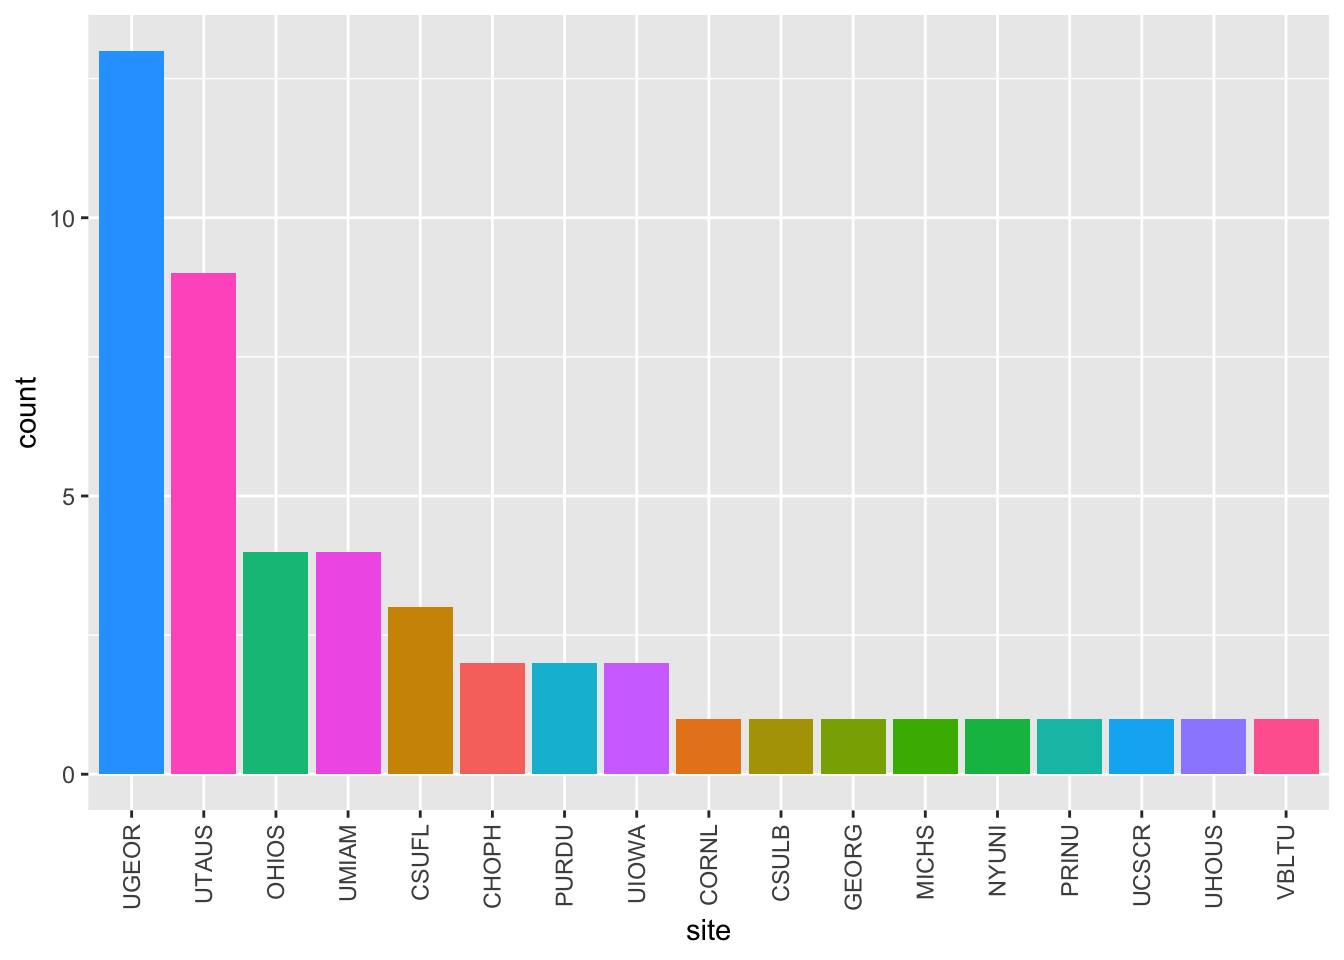 count
10
5
0
UGEOR
UTAUS
OHIOS
UMIAM
CSUFL
CHOPH
PURDU
UIOWA
CORNL
CSULB
GEORG
MICHS
NYUNI
PRINU
UCSCR
UHOUS
VBLTU
site